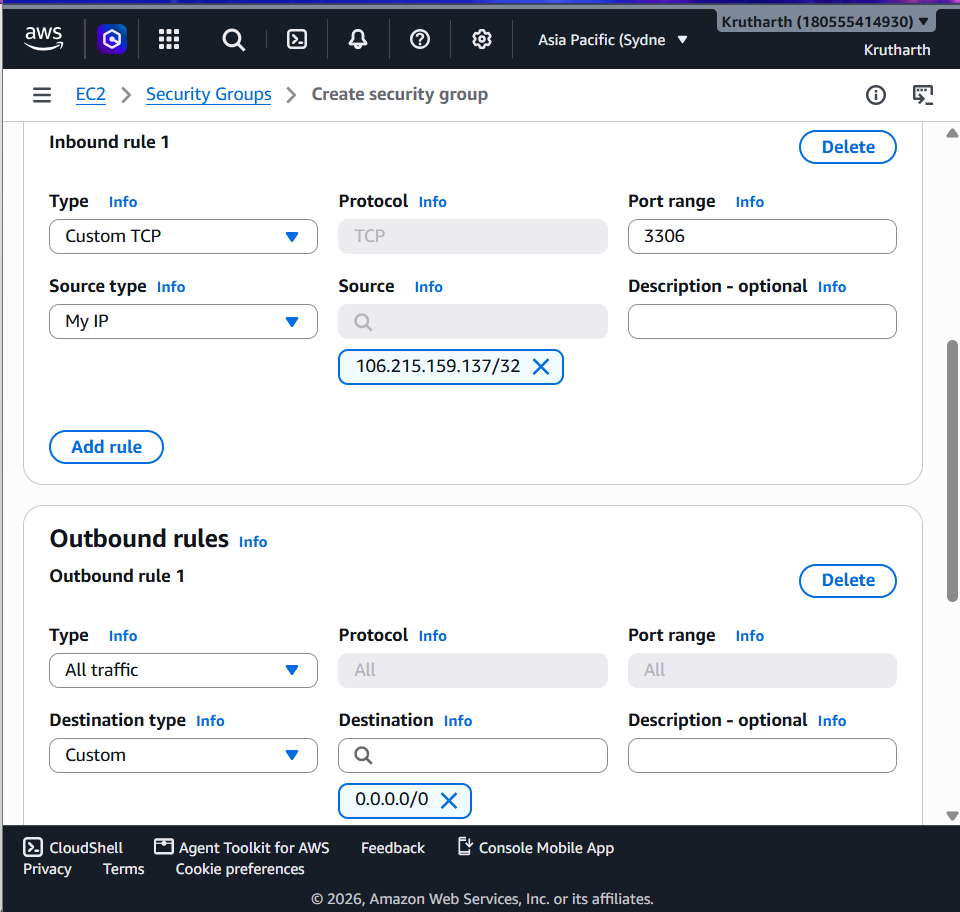 aws
Asia Pacific (Sydne
Krutharth (180555414930)
Krutharth
EC2 Security Groups Create security group
Inbound rule 1
Delete
Type Info Protocol Info Port range Info
Custom TCP TCP 3306
Source type Info Source Info Description - optional Info
My IP
106.215.159.137/32
Add rule
Outbound rules Info
Outbound rule 1
Delete
Type Info Protocol Info Port range Info
All traffic All All
Destination type Info Destination Info Description - optional Info
Custom
0.0.0.0/0
CloudShell Agent Toolkit for AWS Feedback Console Mobile App
Privacy Terms Cookie preferences
© 2026, Amazon Web Services, Inc. or its affiliates.